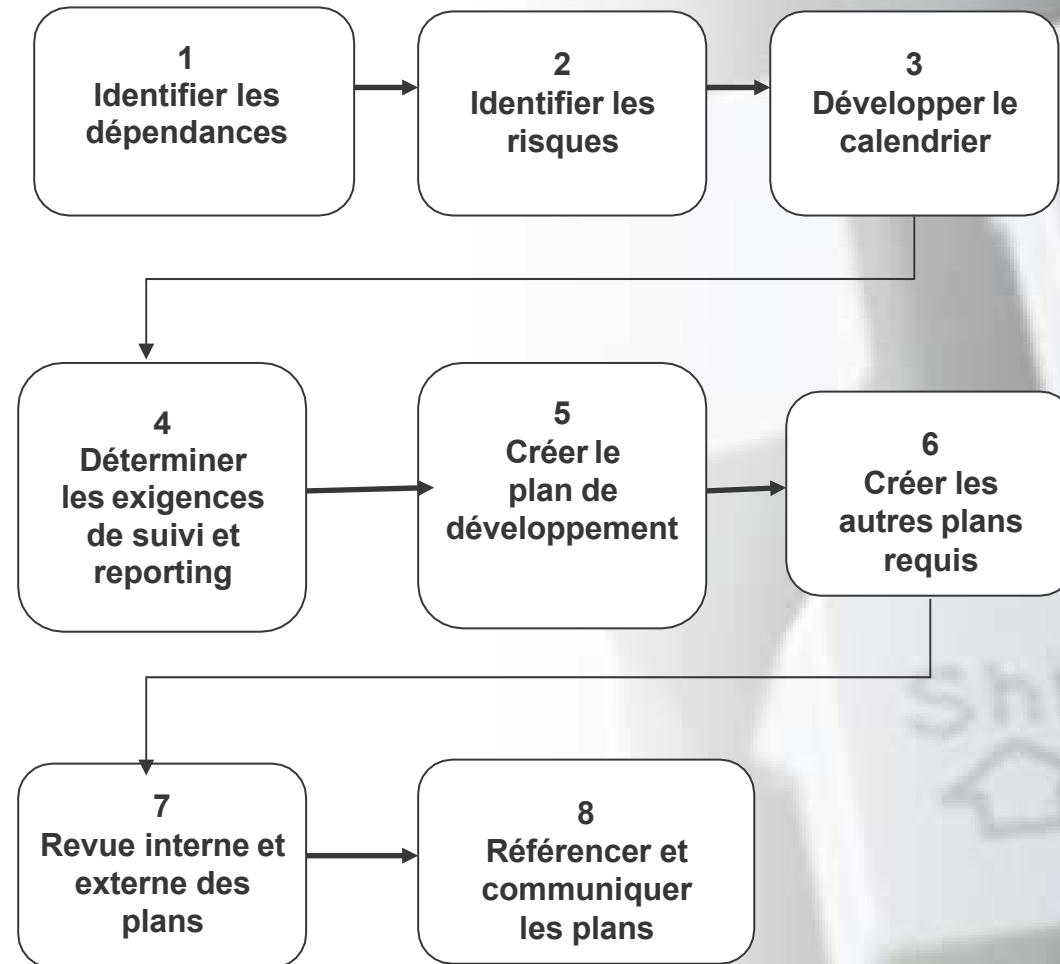 1
Identifier les
dépendances
2
Identifier les
risques
3
Développer le
calendrier
4
Déterminer
les exigences
de suivi et
reporting
5
Créer le
plan de
développement
6
Créer les
autres plans
requis
7
Revue interne et
externe des
plans
8
Référencer et
communiquer
les plans
Sh